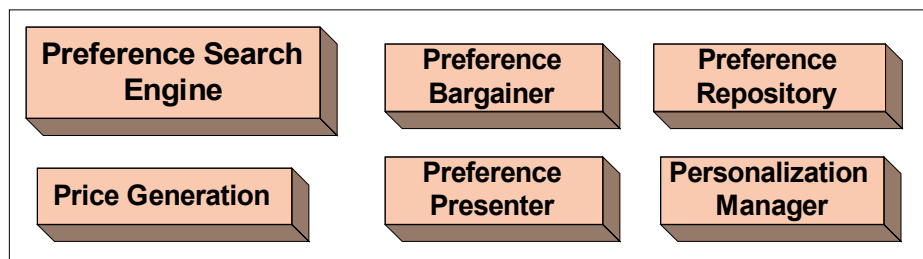 Preference Search
Engine
Preference
Bargainer
Preference
Repository
Price Generation
Preference
Presenter
Personalization
Manager